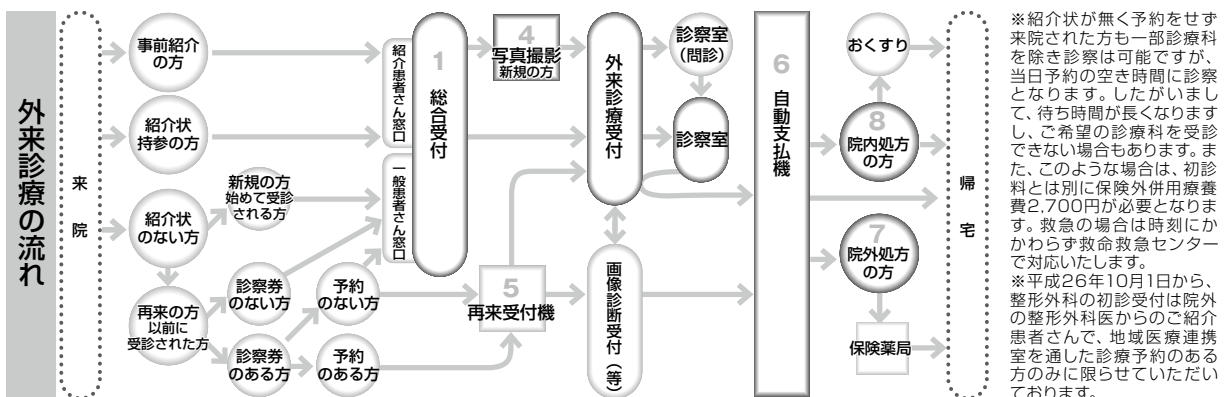 外来診療の流れ
来院
事前紹介
の方
紹介状
持参の方
紹介状
のない方
新規の方
始めて受診
される方
再来の方
以前に
受診された方
診察券
のない方
診察券
のある方
予約
のない方
予約
のある方
紹介患者さん窓口
一般患者さん窓口
1
総合受付
4
写真撮影
新規の方
5
再来受付機
外来診療受付
画像診断受付(等)
診察室
(問診)
診察室
6
自動支払機
おくすり
8
院内処方
の方
7
院外処方
の方
保険薬局
帰宅
※紹介状が無く予約をせず
来院された方も一部診療科
を除き診察は可能ですが、
当日予約の空き時間に診察
となります。したがいまし
て、待ち時間が長くなります
し、ご希望の診療科を受診
できない場合もあります。ま
た、このような場合は、初診
料とは別に保険外併用療養
費2,700円が必要となりま
す。救急の場合は時刻にか
かわらず救命救急センター
で対応いたします。
※平成26年10月1日から、
整形外科の初診受付は院外
の整形外科医からのご紹介
患者さんで、地域医療連携
室を通した診療予約のある
方のみに限らせていただい
ております。